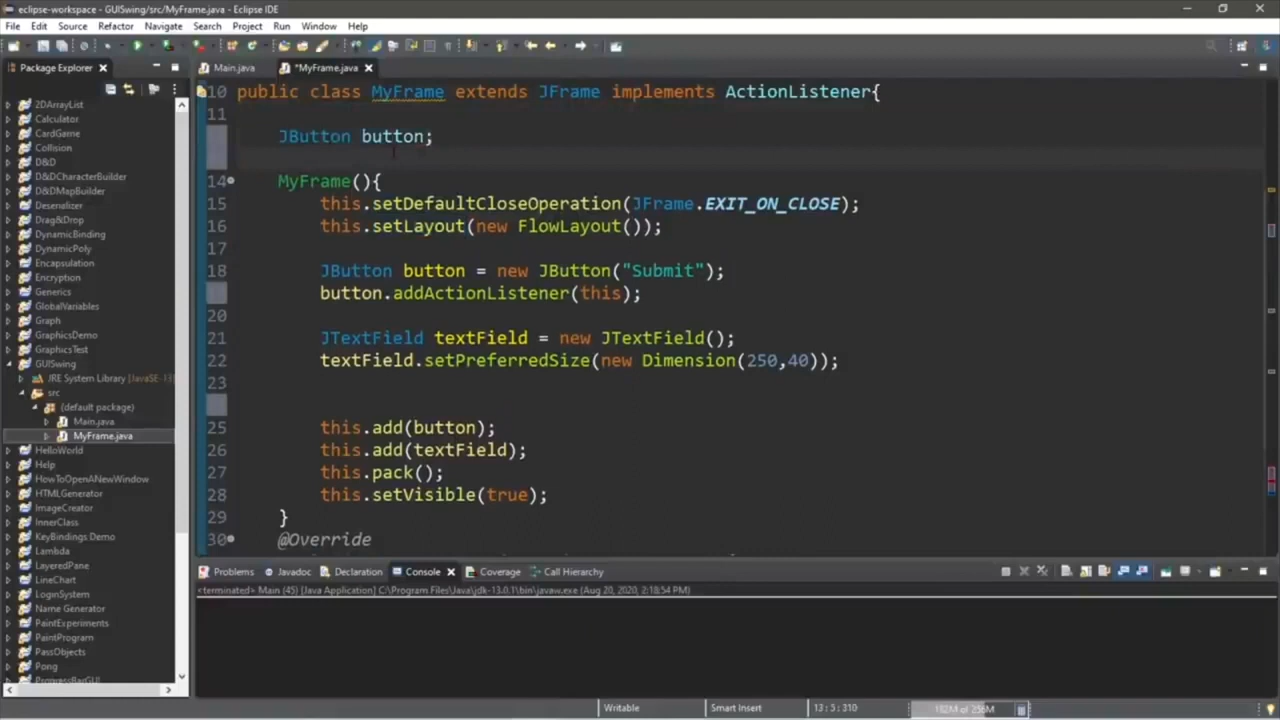 eclipse-workspace - GUISwing/src/MyFrame.java - Eclipse IDE
File Edit Source Refactor Navigate Search Project Run Window Help
Package Explorer
Main.java
*MyFrame.java
2DArrayList
Calculator
CardGame
Collision
D&D
D&DCharacterBuilder
D&DMapBuilder
Deserializer
Drag&Drop
DynamicBinding
DynamicPoly
Encapsulation
Encryption
Generics
GlobalVariables
Graph
GraphicsDemo
GraphicsTest
GUISwing
JRE System Library [JavaSE-13]
src
(default package)
Main.java
MyFrame.java
HelloWorld
Help
HowToOpenANewWindow
HTMLGenerator
ImageCreator
InnerClass
KeyBindings Demo
Lambda
LayeredPane
LineChart
LoginSystem
Name Generator
PaintExperiments
PaintProgram
PassObjects
Pong
ProgressBarGUI
10 public class MyFrame extends JFrame implements ActionListener{
11
JButton button;
14 MyFrame(){
15 this.setDefaultCloseOperation(JFrame.EXIT_ON_CLOSE);
16 this.setLayout(new FlowLayout());
17
18 JButton button = new JButton("Submit");
button.addActionListener(this);
20
21 JTextField textField = new JTextField();
22 textField.setPreferredSize(new Dimension(250,40));
23
25 this.add(button);
26 this.add(textField);
27 this.pack();
28 this.setVisible(true);
29 }
30 @Override
Problems Javadoc Declaration Console Coverage Call Hierarchy
<terminated> Main (45) [Java Application] C:\Program Files\Java\jdk-13.0.1\bin\javaw.exe (Aug 20, 2020, 2:18:54 PM)
Writable Smart Insert 13 : 5 : 310